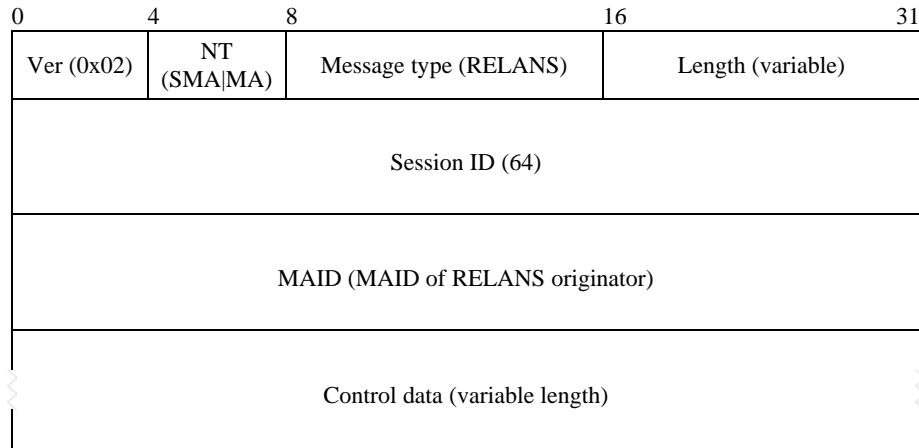 0 4 8 16 31
Ver (0x02) NT (SMA|MA) Message type (RELANS) Length (variable)
Session ID (64)
MAID (MAID of RELANS originator)
Control data (variable length)